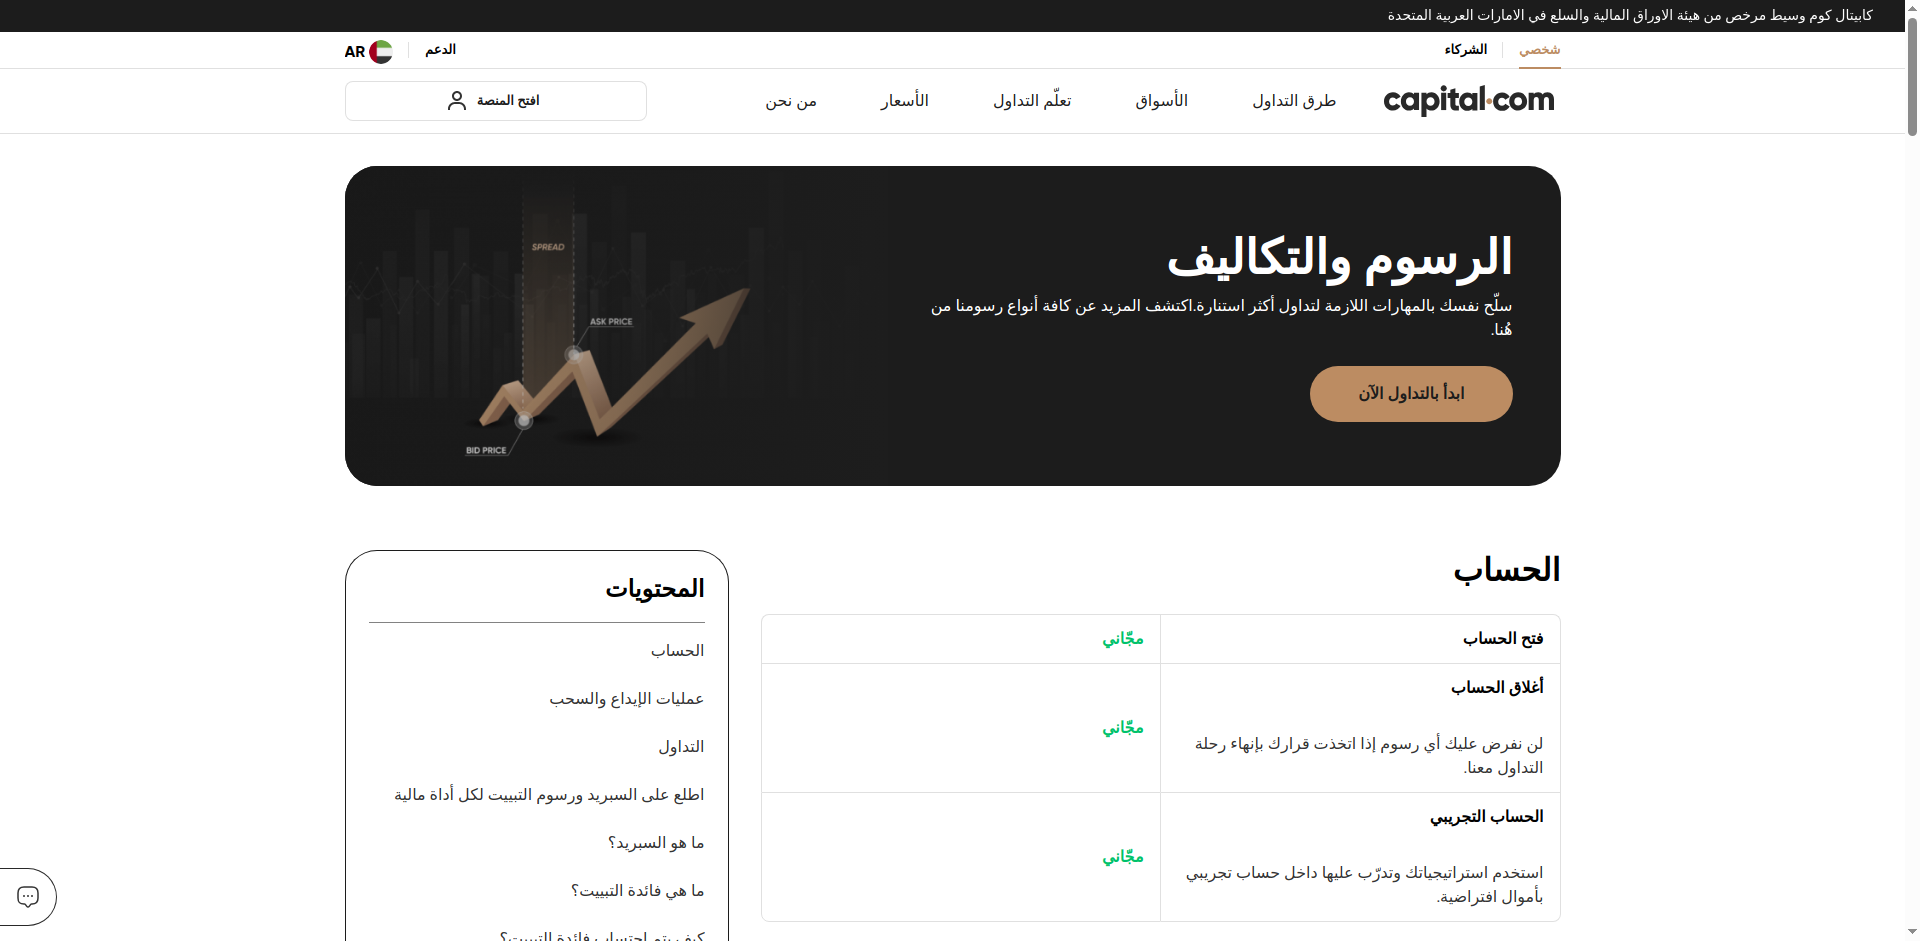 كابيتال كوم وسيط مرخص من هيئة الاوراق المالية والسلع في الامارات العربية المتحدة
شخصي
الشركاء
الدعم
AR
capital.com
طرق التداول
الأسواق
تعلّم التداول
الأسعار
من نحن
افتح المنصة
الرسوم والتكاليف
سلّح نفسك بالمهارات اللازمة لتداول أكثر استنارة.اكتشف المزيد عن كافة أنواع رسومنا من
هُنا.
ابدأ بالتداول الآن
SPREAD
ASK PRICE
BID PRICE
الحساب
فتح الحساب
مجّاني
أغلاق الحساب
لن نفرض عليك أي رسوم إذا اتخذت قرارك بإنهاء رحلة
التداول معنا.
مجّاني
الحساب التجريبي
استخدم استراتيجياتك وتدرّب عليها داخل حساب تجريبي
بأموال افتراضية.
مجّاني
المحتويات
الحساب
عمليات الإيداع والسحب
التداول
اطلع على السبريد ورسوم التبييت لكل أداة مالية
ما هو السبريد؟
ما هي فائدة التبييت؟
كيف يتم احتساب فائدة التبييت؟